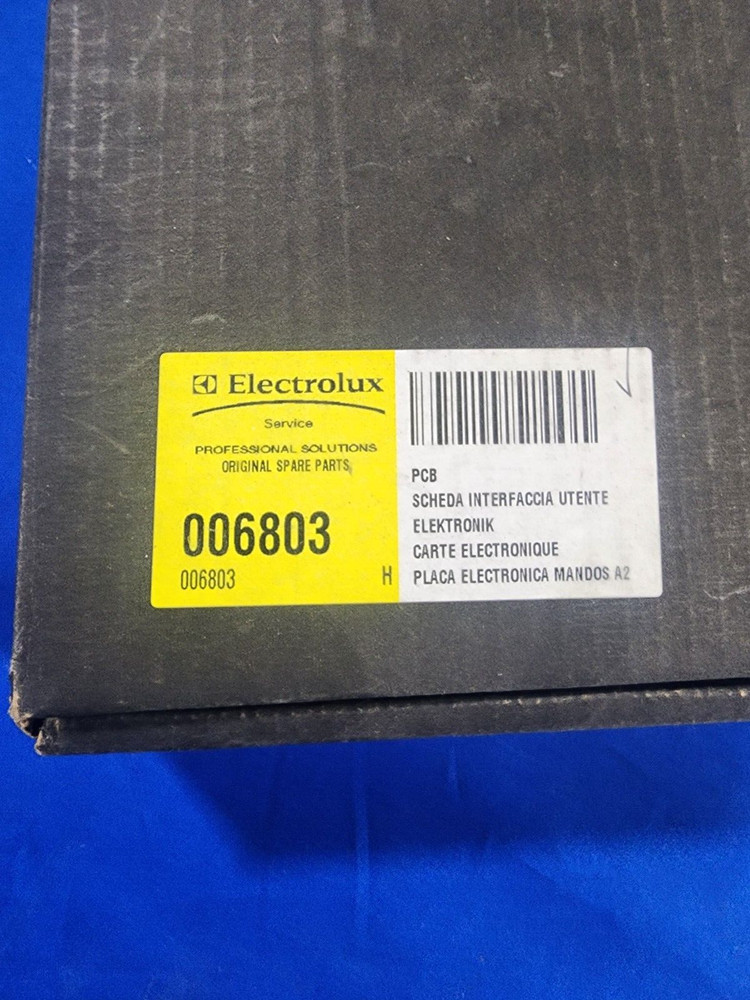 Electrolux
Service
PROFESSIONAL SOLUTIONS
ORIGINAL SPARE PARTS
006803
006803 H
PCB
SCHEDA INTERFACCIA UTENTE
ELEKTRONIK
CARTE ELECTRONIQUE
PLACA ELECTRONICA MANDOS A2